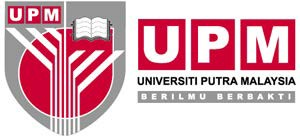 UPM
UPM
UNIVERSITI PUTRA MALAYSIA
BERILMU BERBAKTI